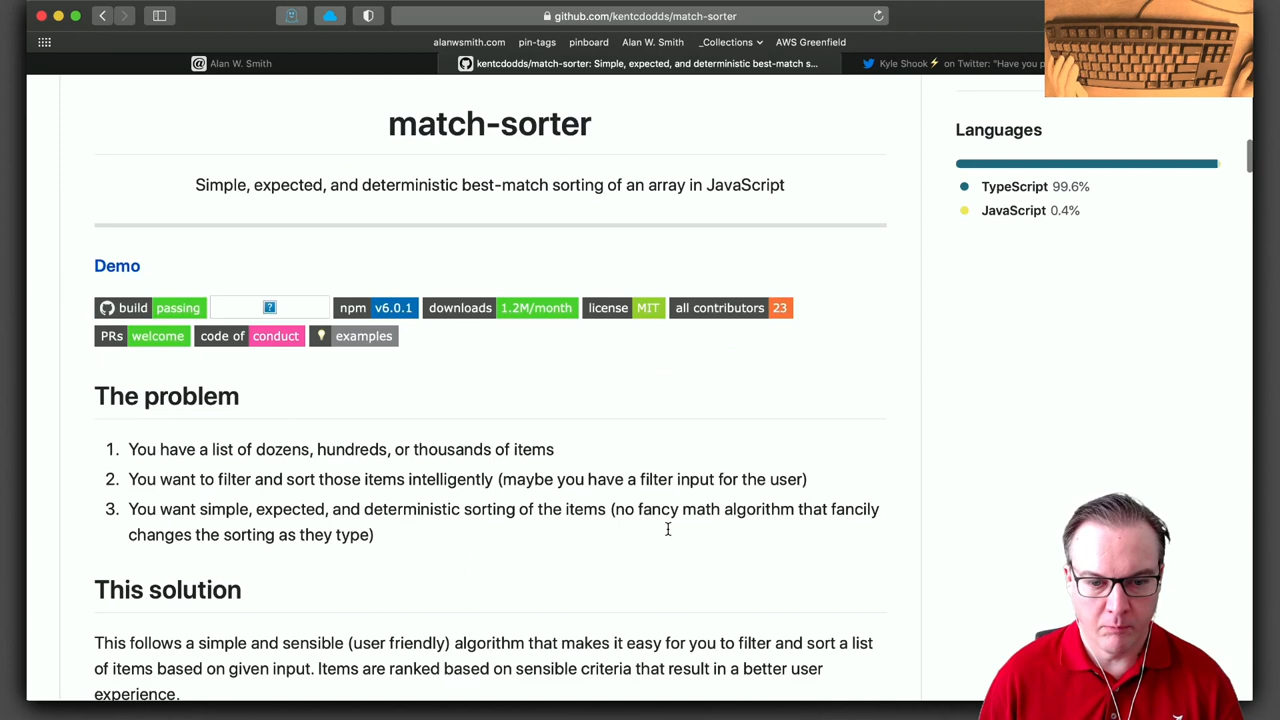 github.com/kentcdodds/match-sorter
alanwsmith.com pin-tags pinboard Alan W. Smith _Collections AWS Greenfield
@ Alan W. Smith
kentcdodds/match-sorter: Simple, expected, and deterministic best-match s...
Kyle Shook⚡ on Twitter: "Have you p
match-sorter
Simple, expected, and deterministic best-match sorting of an array in JavaScript
Demo
build passing npm v6.0.1 downloads 1.2M/month license MIT all contributors 23
PRs welcome code of conduct examples
The problem
1. You have a list of dozens, hundreds, or thousands of items
2. You want to filter and sort those items intelligently (maybe you have a filter input for the user)
3. You want simple, expected, and deterministic sorting of the items (no fancy math algorithm that fancily
changes the sorting as they type)
This solution
This follows a simple and sensible (user friendly) algorithm that makes it easy for you to filter and sort a list
of items based on given input. Items are ranked based on sensible criteria that result in a better user
experience.
Languages
TypeScript 99.6%
JavaScript 0.4%